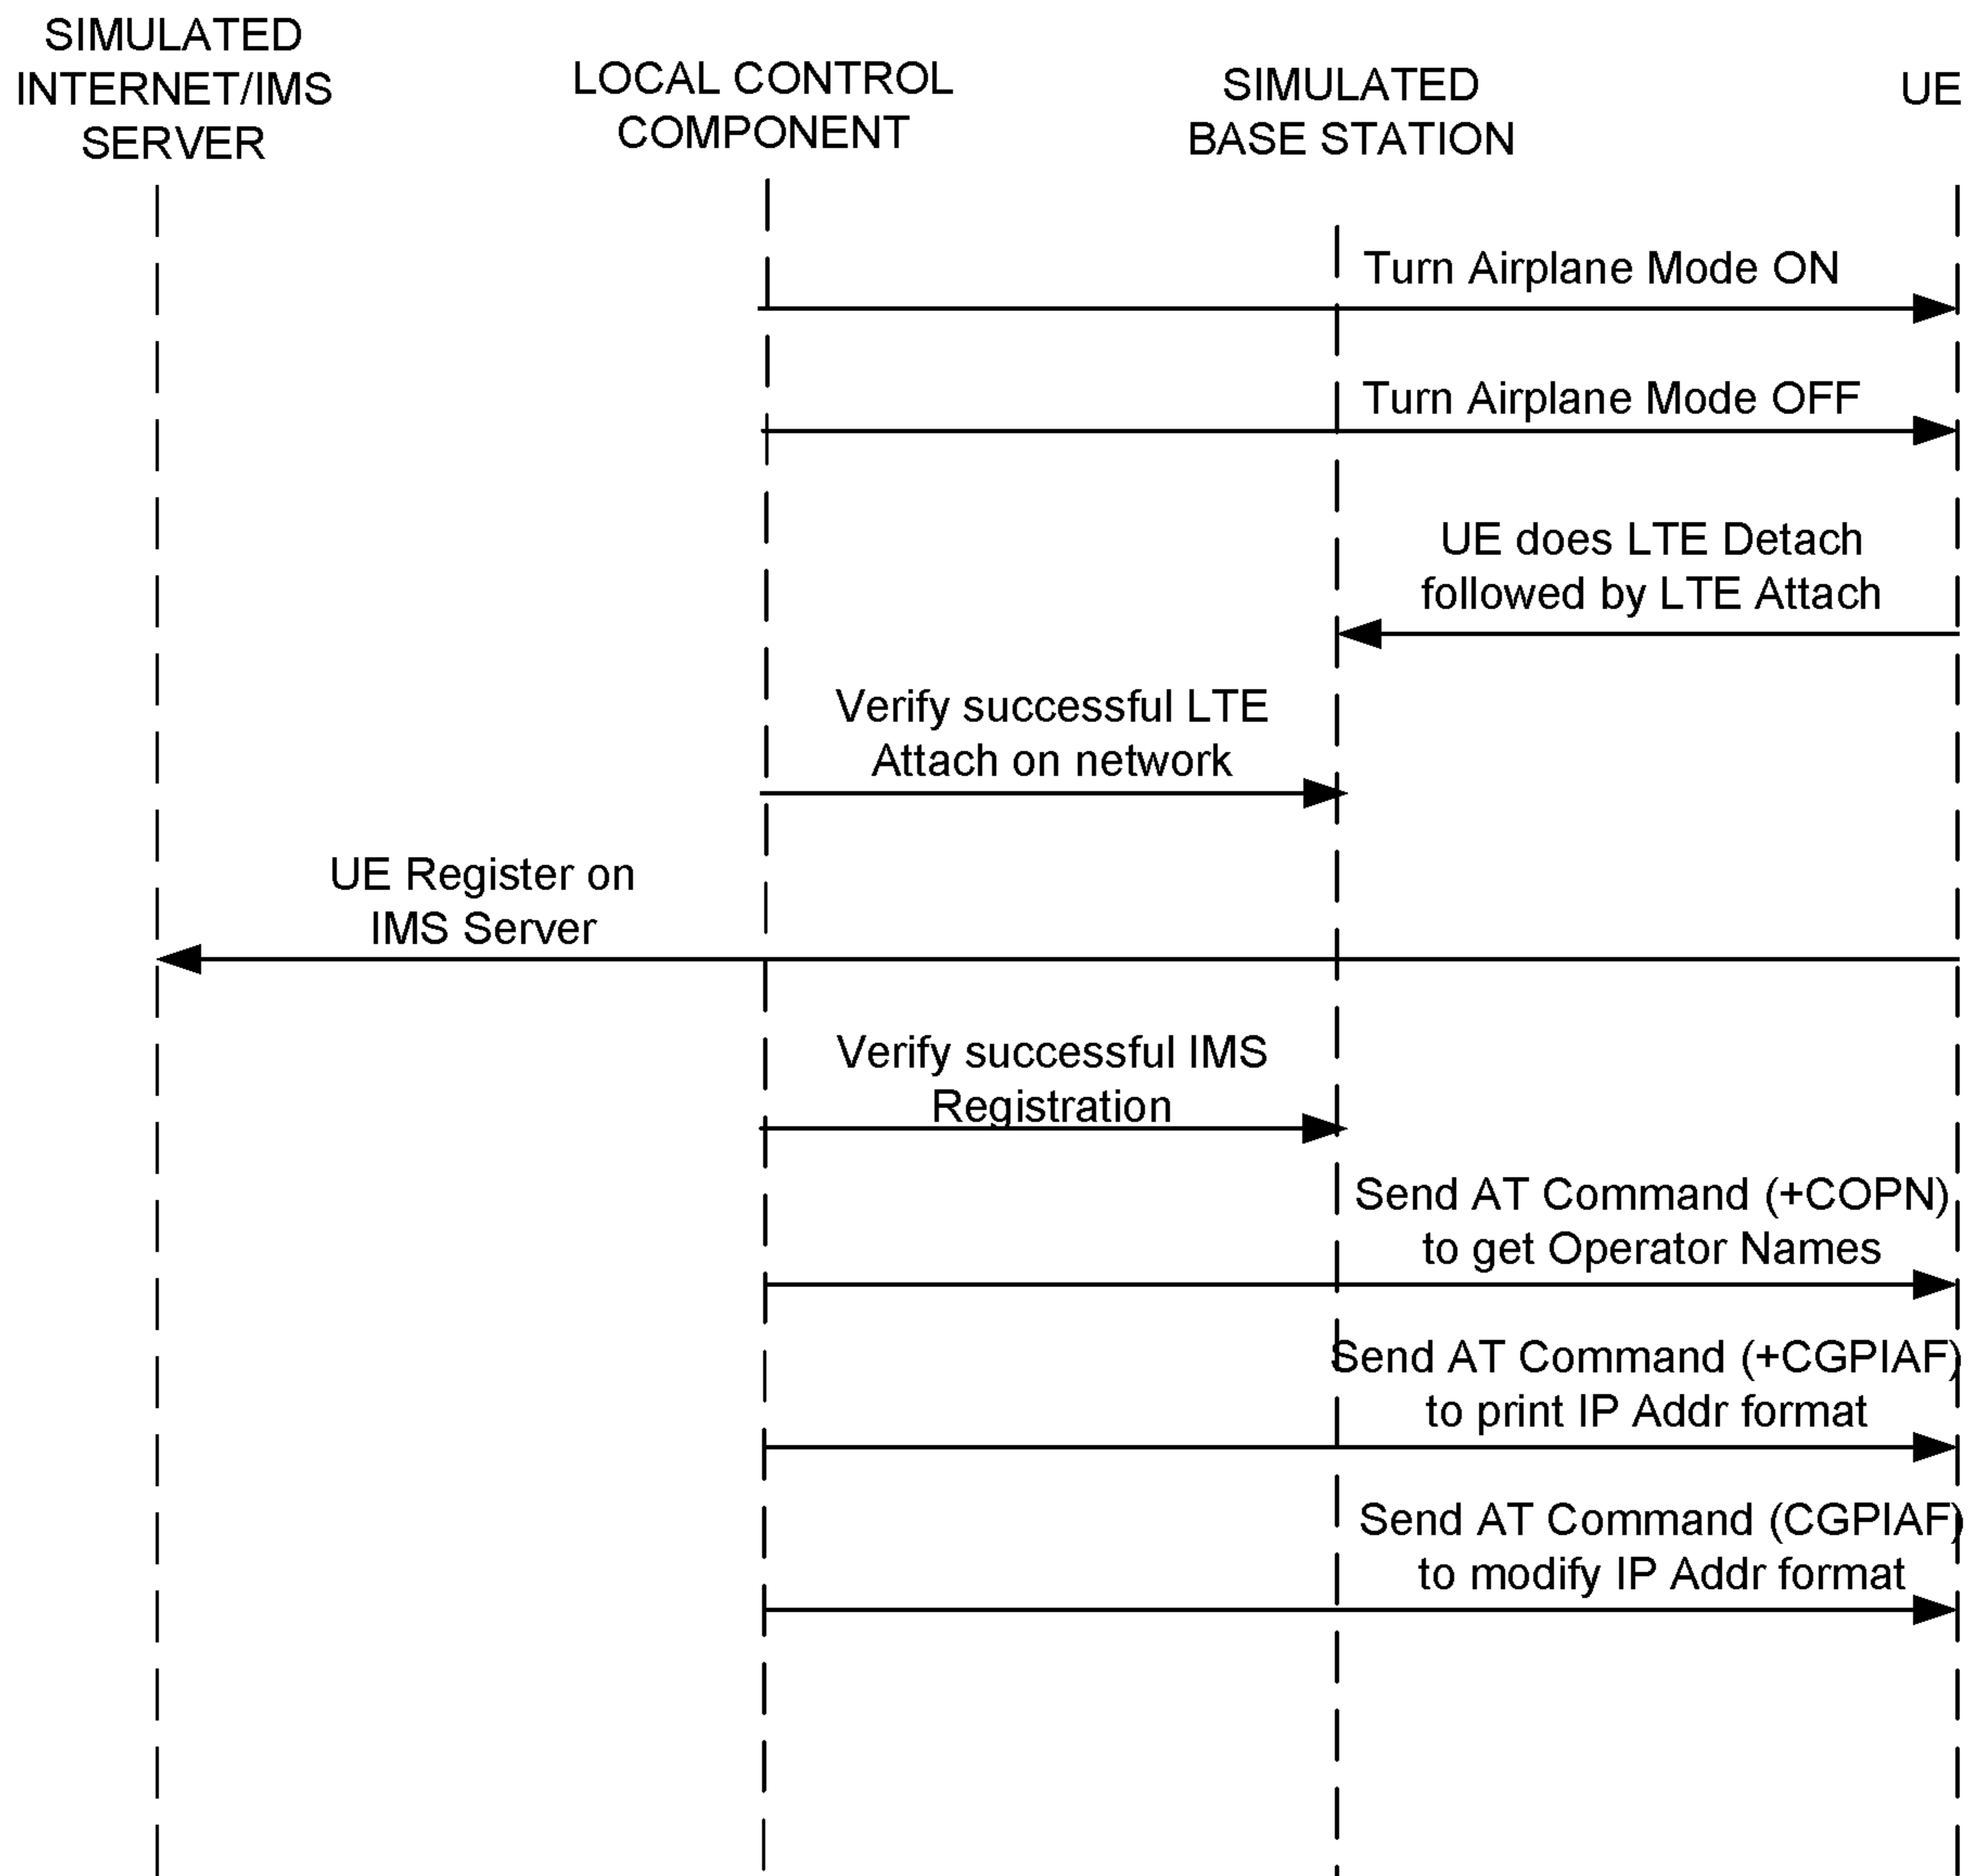 SIMULATED
INTERNET/IMS
SERVER
LOCAL CONTROL
COMPONENT
SIMULATED
BASE STATION
UE
Turn Airplane Mode ON
Turn Airplane Mode OFF
UE does LTE Detach
followed by LTE Attach
Verify successful LTE
Attach on network
UE Register on
IMS Server
Verify successful IMS
Registration
Send AT Command (+COPN)
to get Operator Names
Send AT Command (+CGPIAF)
to print IP Addr format
Send AT Command (CGPIAF)
to modify IP Addr format